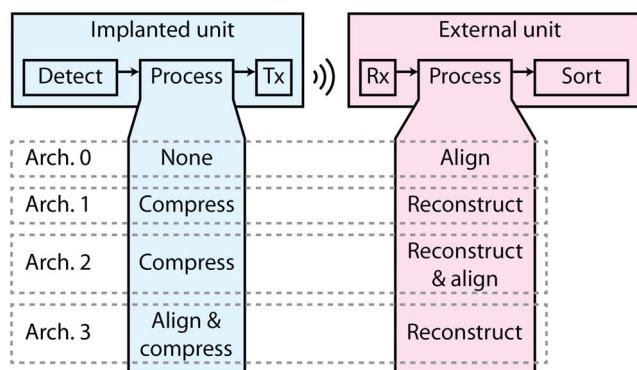 Implanted unit
External unit
Detect
Process
Tx
Rx
Process
Sort
Arch. 0
None
Align
Arch. 1
Compress
Reconstruct
Arch. 2
Compress
Reconstruct
& align
Arch. 3
Align &
compress
Reconstruct